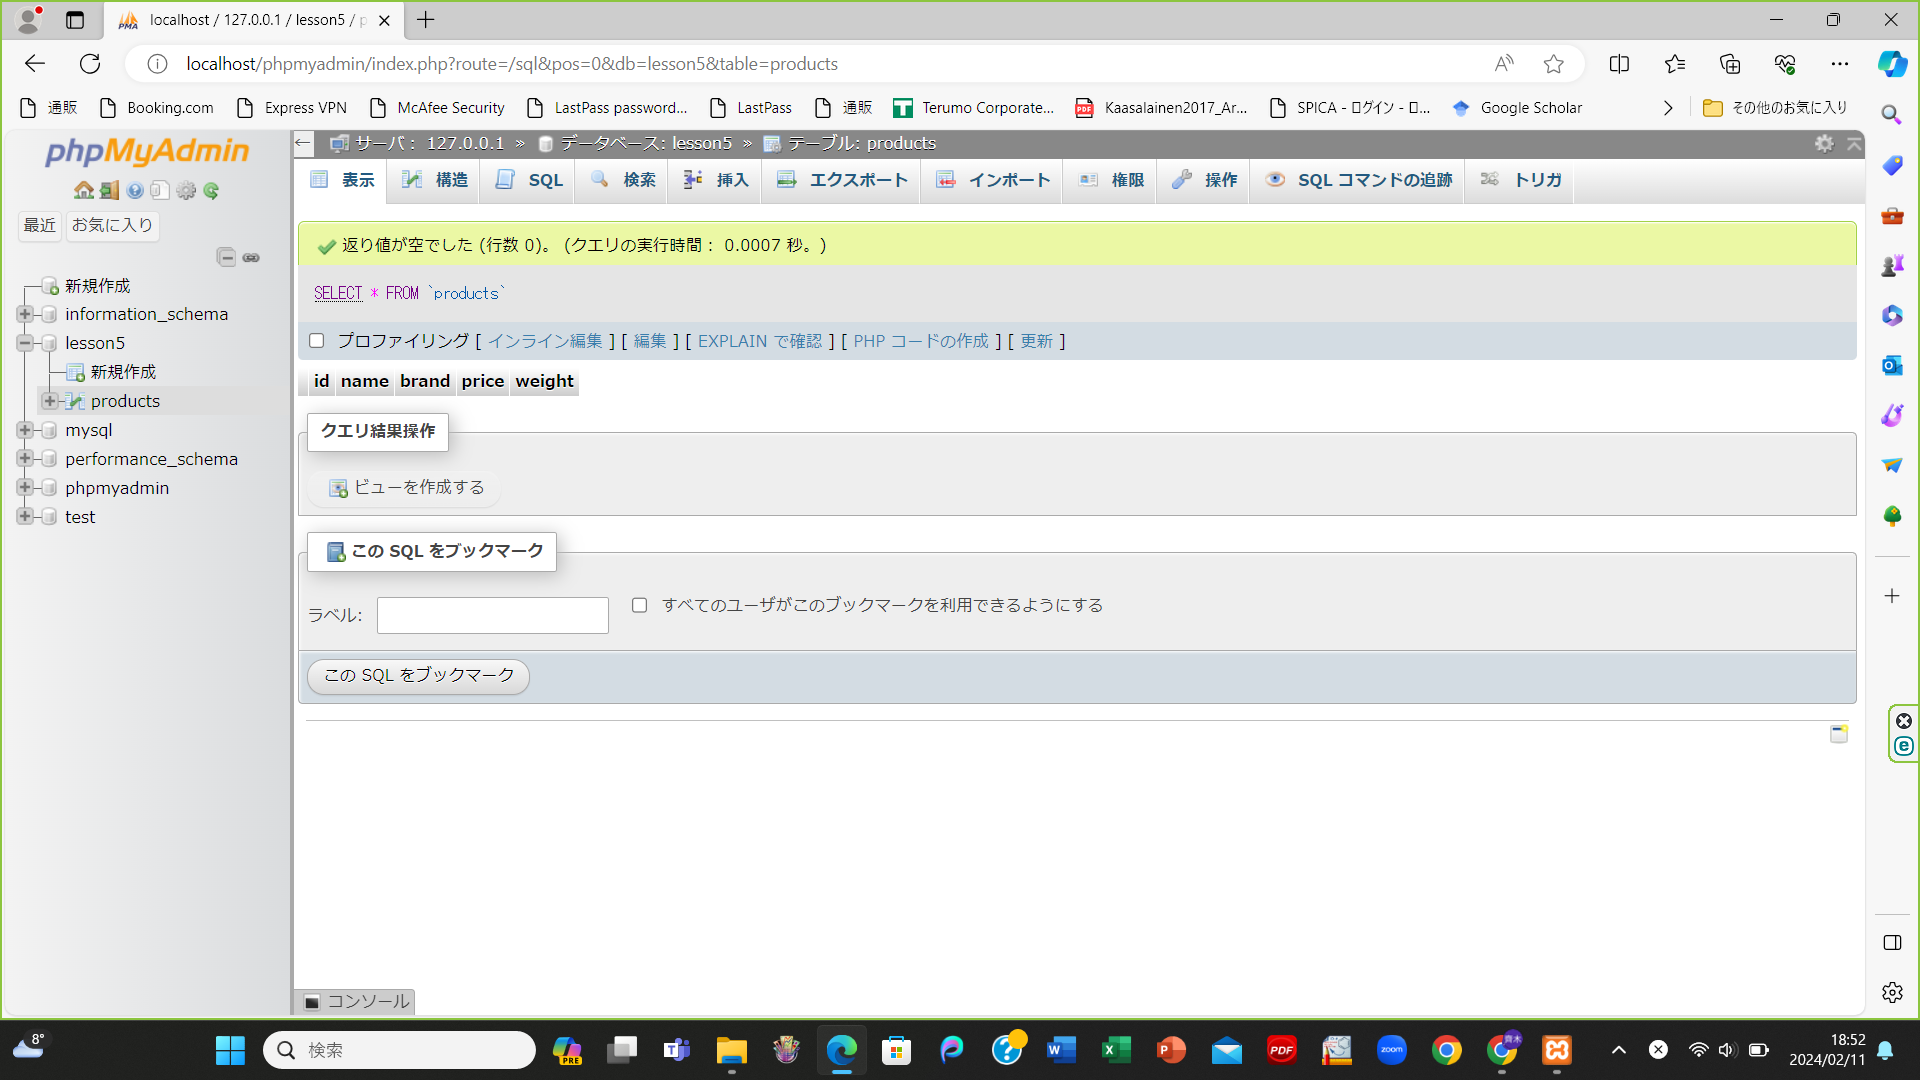 localhost / 127.0.0.1 / lesson5 / p
localhost/phpmyadmin/index.php?route=/sql&pos=0&db=lesson5&table=products
通販
Booking.com
Express VPN
McAfee Security
LastPass password...
LastPass
通販
Terumo Corporate...
Kaasalainen2017_Ar...
SPICA - ログイン - ロ...
Google Scholar
その他のお気に入り
phpMyAdmin
最近
お気に入り
新規作成
information_schema
lesson5
新規作成
products
mysql
performance_schema
phpmyadmin
test
サーバ: 127.0.0.1 » データベース: lesson5 » テーブル: products
表示
構造
SQL
検索
挿入
エクスポート
インポート
権限
操作
SQL コマンドの追跡
トリガ
返り値が空でした (行数 0)。 (クエリの実行時間： 0.0007 秒。)
SELECT * FROM `products`
プロファイリング [ インライン編集 ] [ 編集 ] [ EXPLAIN で確認 ] [ PHP コードの作成 ] [ 更新 ]
id name brand price weight
クエリ結果操作
ビューを作成する
この SQL をブックマーク
ラベル:
すべてのユーザがこのブックマークを利用できるようにする
この SQL をブックマーク
コンソール
8°
検索
PRE
PDF
zoom
18:52
2024/02/11